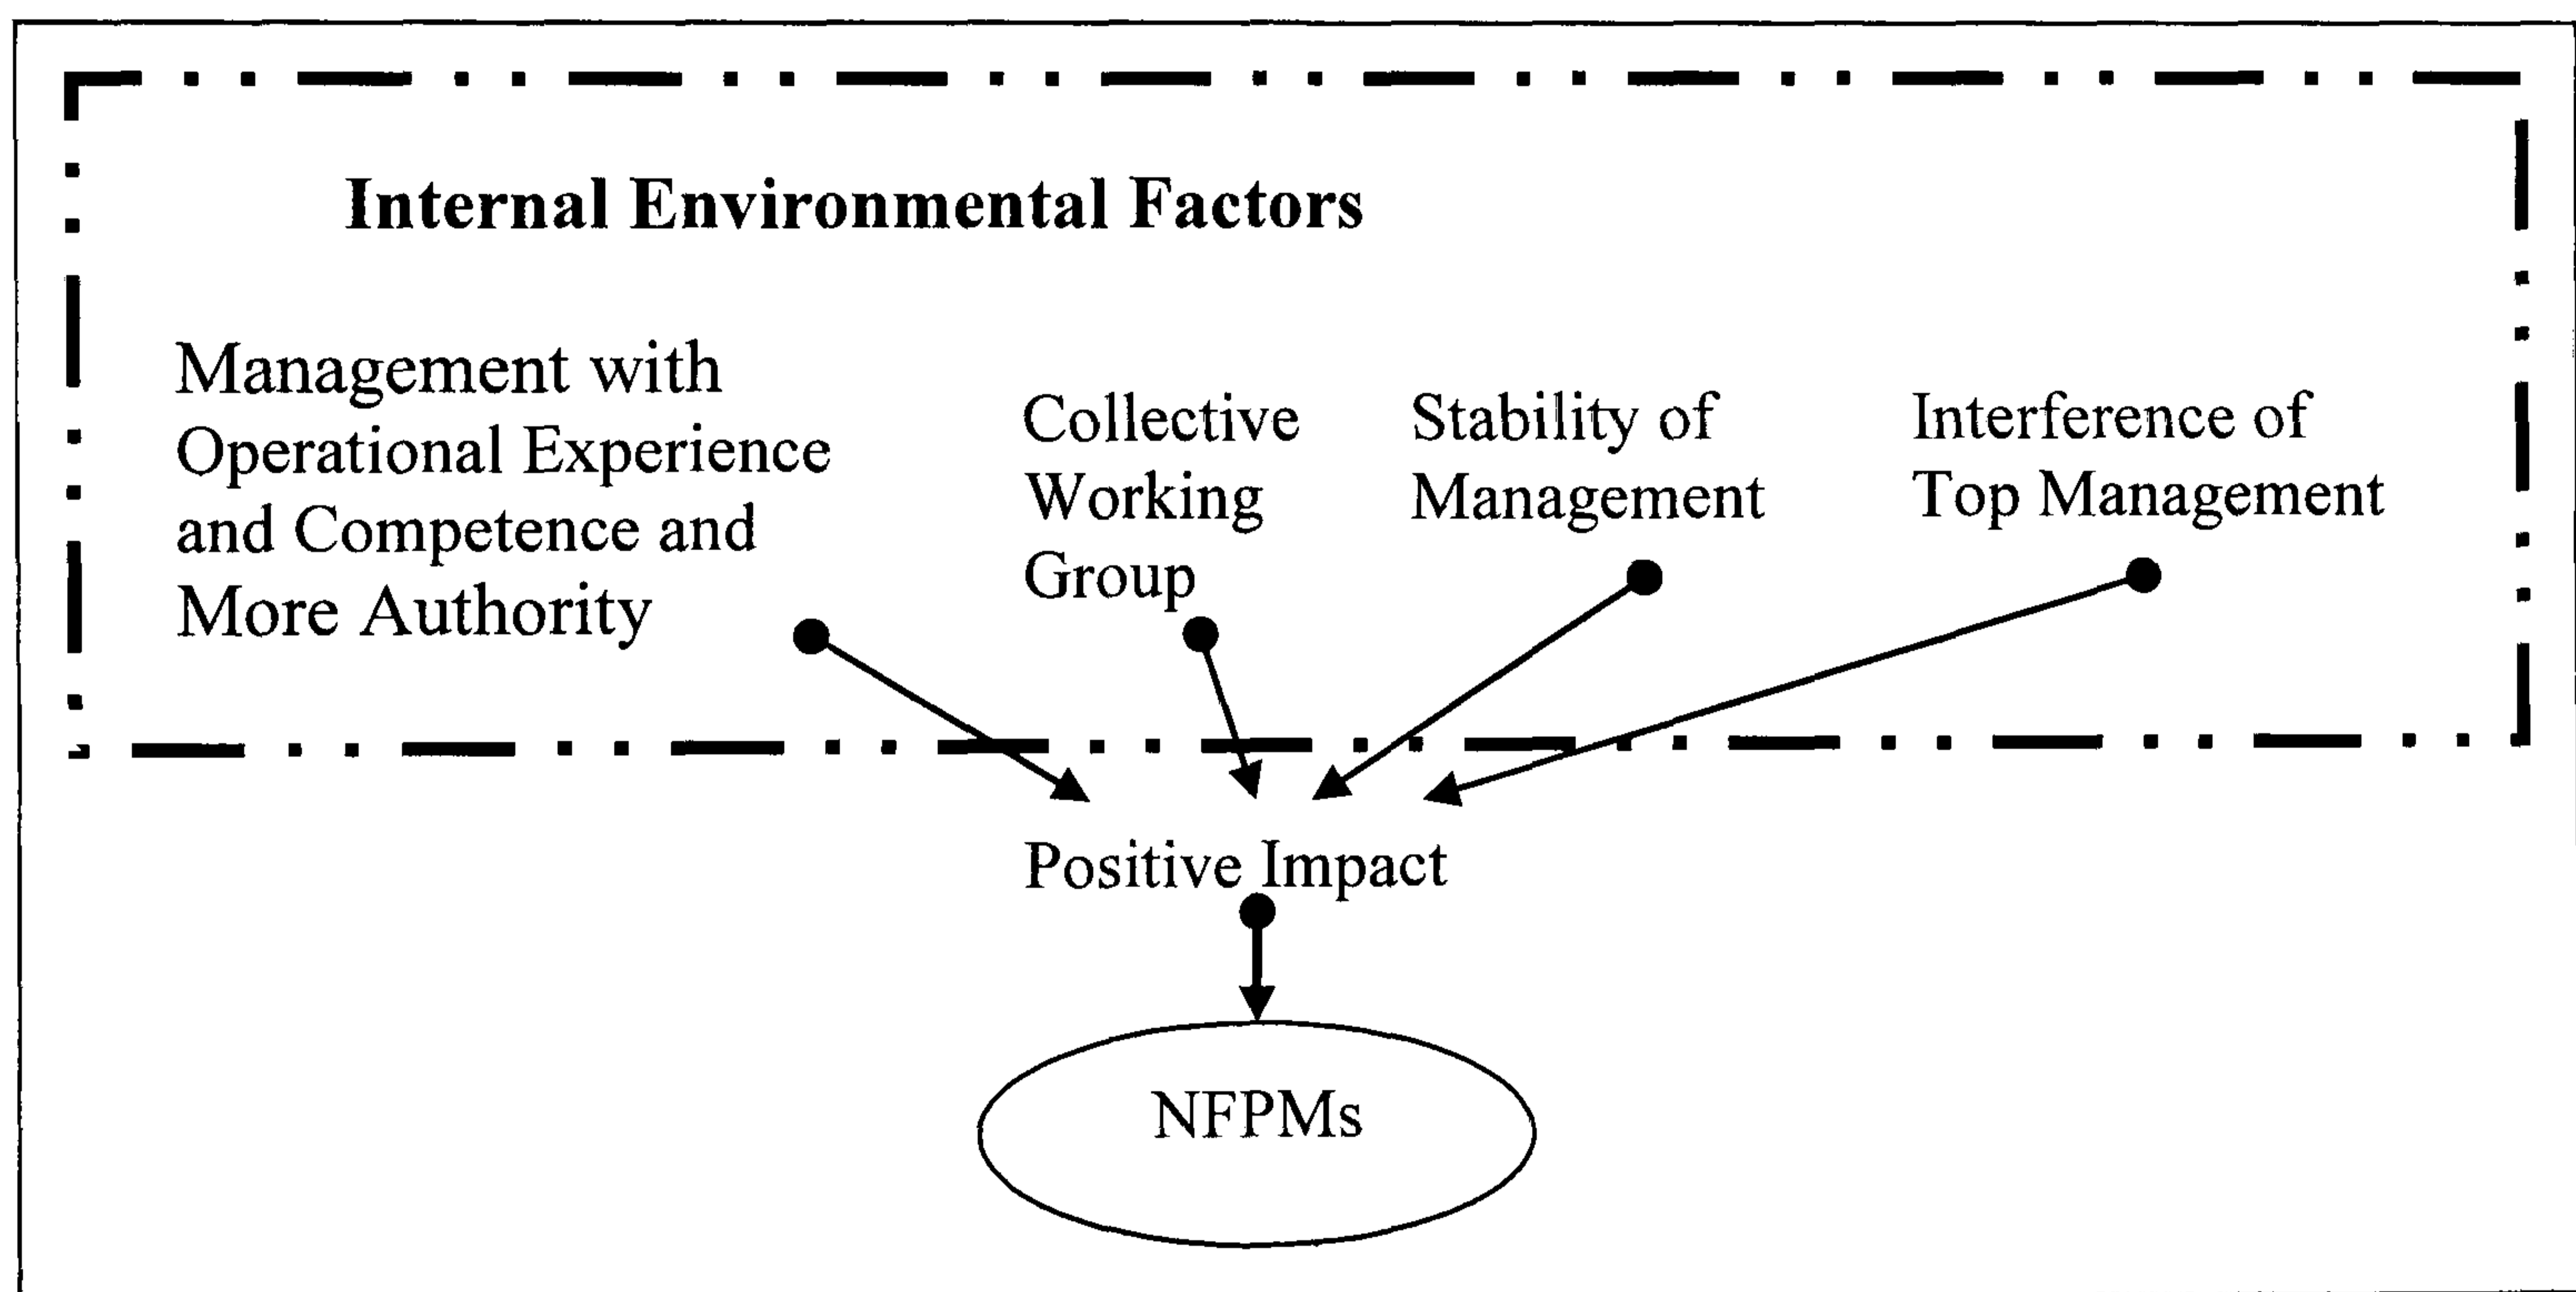 Internal Environmental Factors
Management with
Operational Experience
and Competence and
More Authority
Collective
Working
Group
Stability of
Management
Interference of
Top Management
Positive Impact
NFPMs